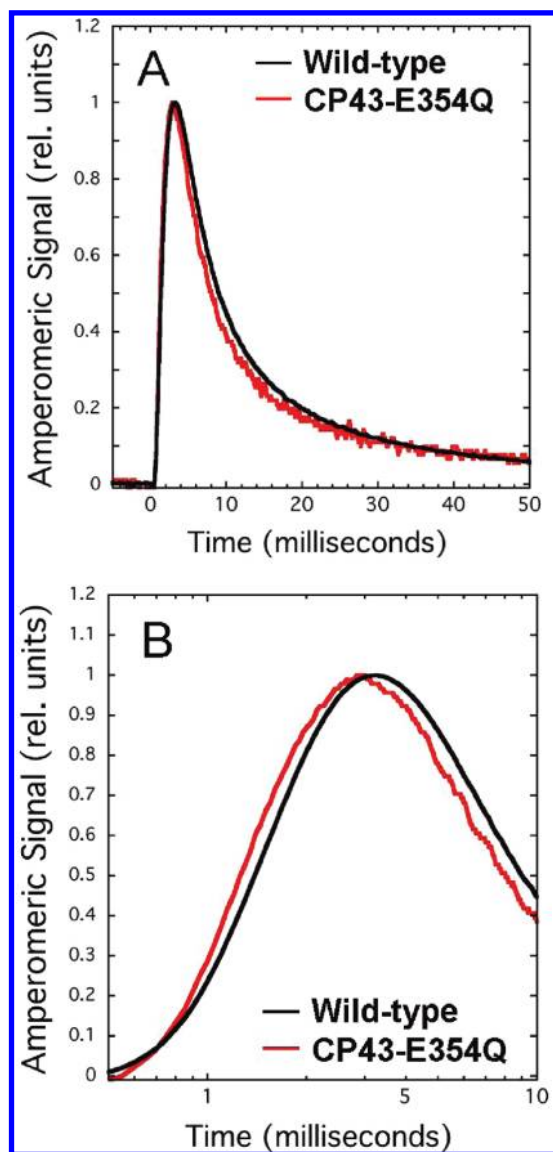 A
Wild-type
CP43-E354Q
Amperomeric Signal (rel. units)
1.2
1
0.8
0.6
0.4
0.2
0
0 10 20 30 40 50
Time (milliseconds)
B
Amperomeric Signal (rel. units)
1.2
1.1
1
0.9
0.8
0.7
0.6
0.5
0.4
0.3
0.2
0.1
0
Wild-type
CP43-E354Q
1 5 10
Time (milliseconds)